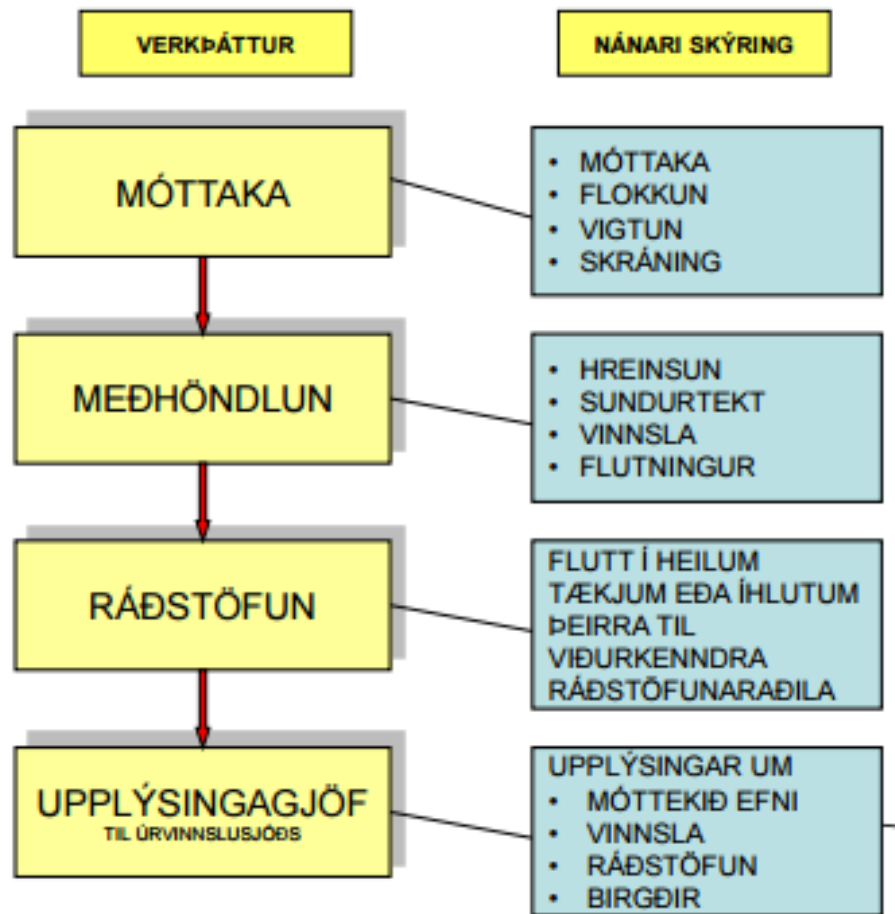 VERKÞÁTTUR
NÁNARI SKÝRING
MÓTTAKA
• MÓTTAKA
• FLOKKUN
• VIGTUN
• SKRÁNING
MEÐHÖNDLUN
• HREINSUN
• SUNDURTEKT
• VINNSLA
• FLUTNINGUR
RÁÐSTÖFUN
FLUTT Í HEILUM
TÆKJUM EÐA ÍHLUTUM
ÞEIRRA TIL
VIÐURKENNDRA
RÁÐSTÖFUNARAÐILA
UPPLÝSINGAGJÖF
TIL ÚRVINNSLUSJÓÐS
UPPLÝSINGAR UM
• MÓTTEKIÐ EFNI
• VINNSLA
• RÁÐSTÖFUN
• BIRGÐIR